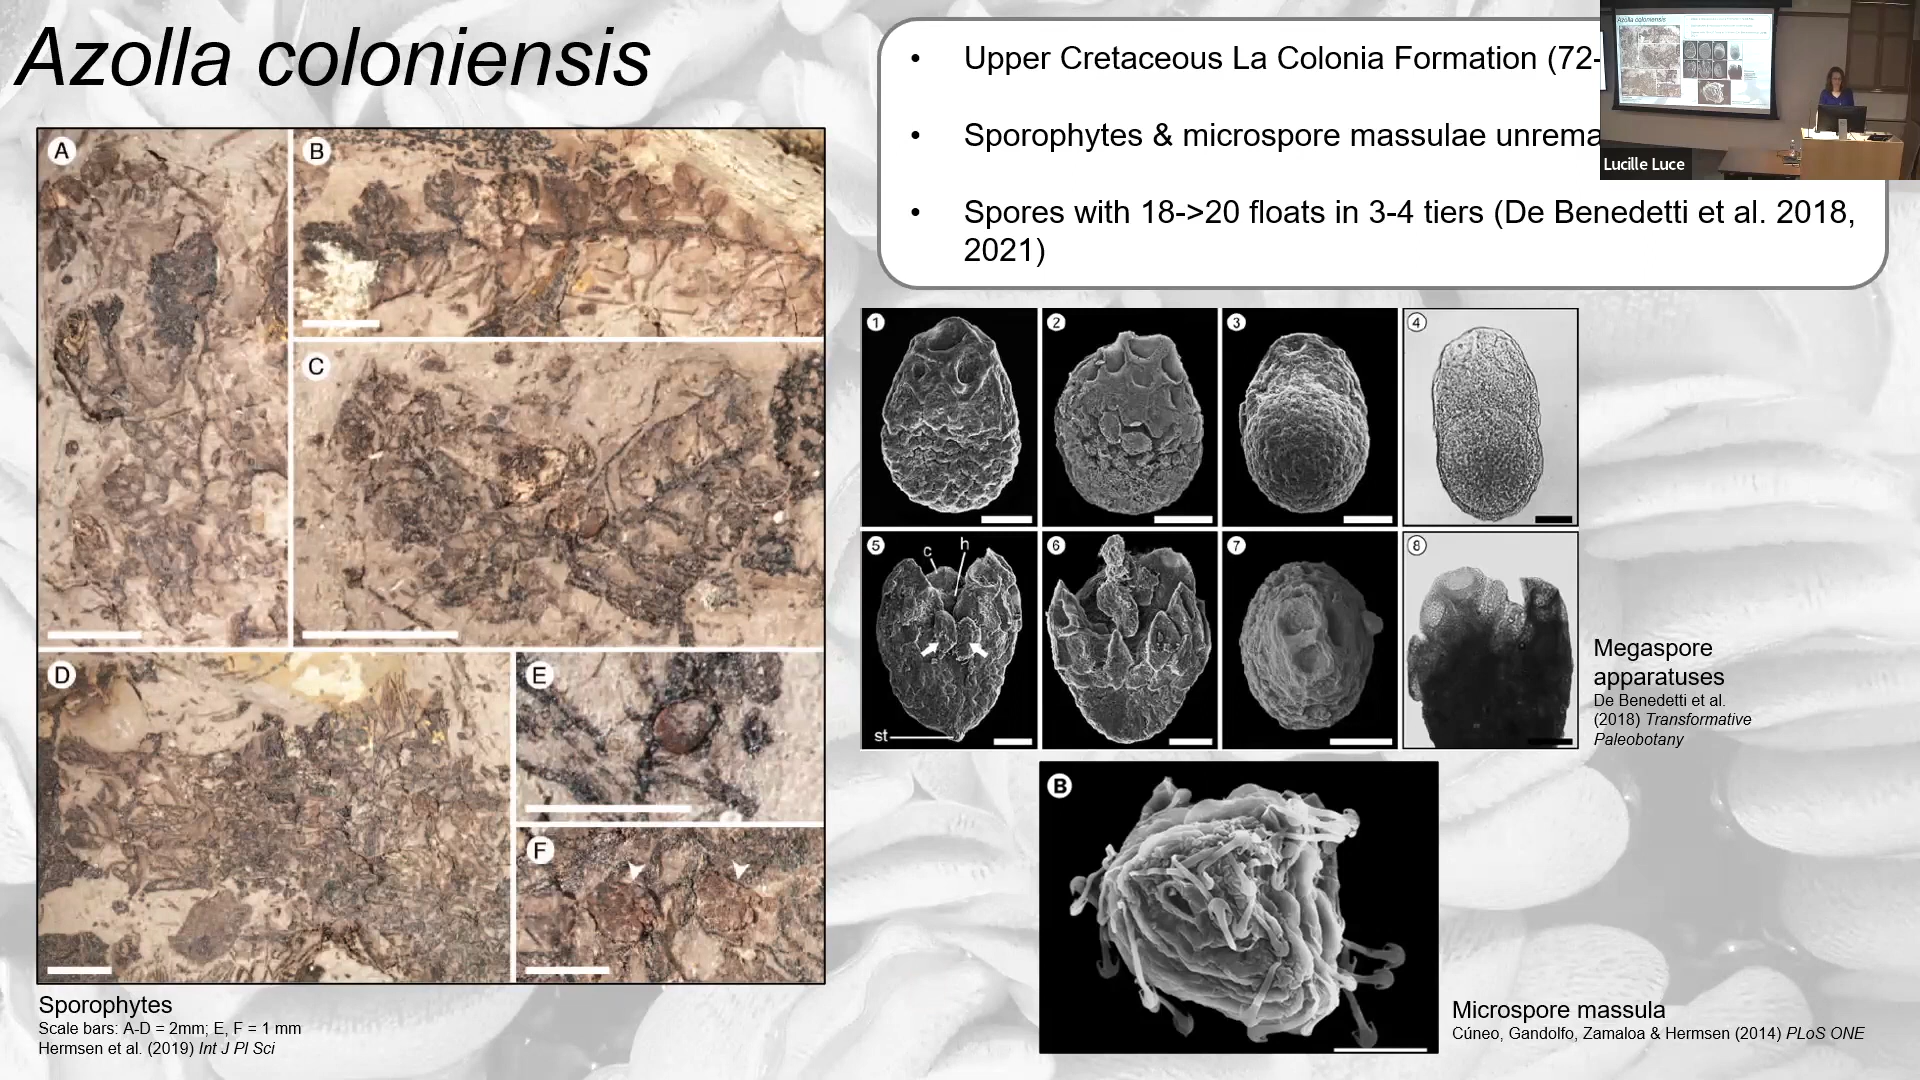 Azolla coloniensis
• Upper Cretaceous La Colonia Formation (72-
• Sporophytes & microspore massulae unrema
• Spores with 18->20 floats in 3-4 tiers (De Benedetti et al. 2018,
2021)
Lucille Luce
Azolla coloniensis
A
B
C
D
E
F
Sporophytes
Scale bars: A-D = 2mm; E, F = 1 mm
Hermsen et al. (2019) Int J Pl Sci
1
2
3
4
5
c
h
st
6
7
8
Megaspore
apparatuses
De Benedetti et al.
(2018) Transformative
Paleobotany
B
Microspore massula
Cúneo, Gandolfo, Zamaloa & Hermsen (2014) PLoS ONE